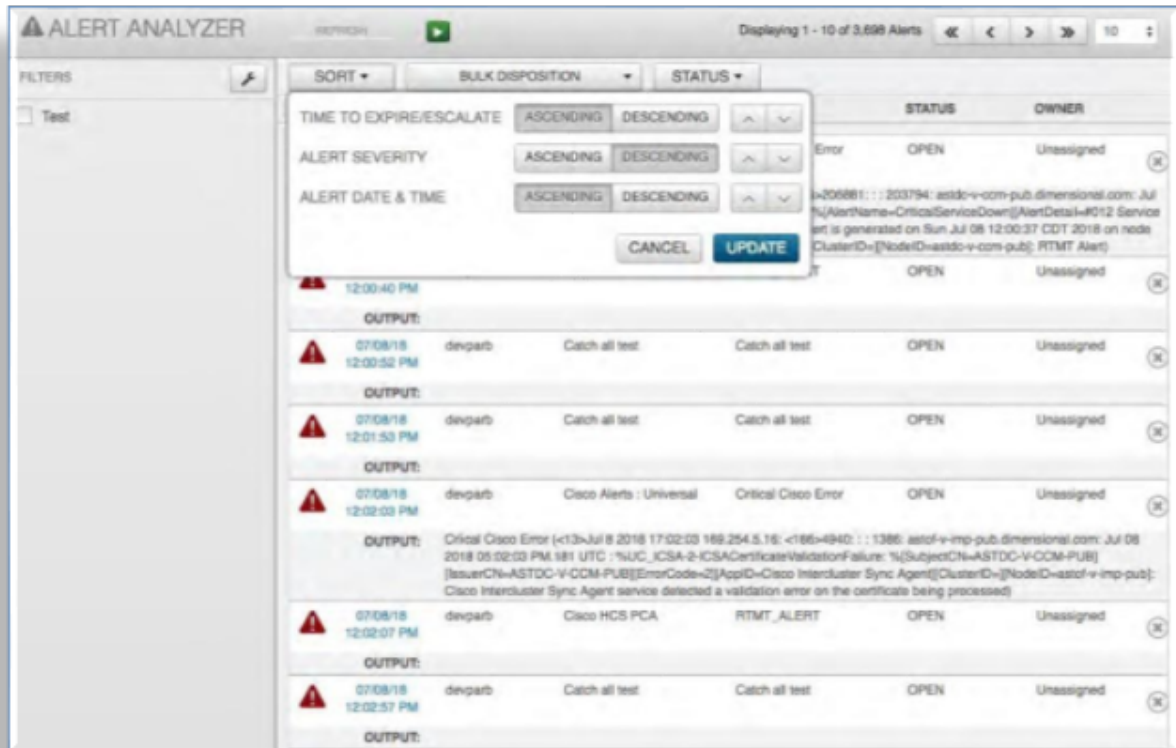 ALERT ANALYZER
REFRESH
Displaying 1 - 10 of 3,698 Alerts
10
FILTERS
SORT
BULK DISPOSITION
STATUS
Test
TIME TO EXPIRE/ESCALATE ASCENDING DESCENDING
ALERT SEVERITY ASCENDING DESCENDING
ALERT DATE & TIME ASCENDING DESCENDING
CANCEL UPDATE
STATUS OWNER
Error OPEN Unassigned
>206881: : : 203794: astdc-v-ccm-pub.dimensional.com: Jul
%[AlertName=CriticalServiceDown][AlertDetail=#012 Service
ert is generated on Sun Jul 08 12:00:37 CDT 2018 on node
ClusterID=][NodeID=astdc-v-ccm-pub]: RTMT Alert)
T OPEN Unassigned
12:00:40 PM
OUTPUT:
07/08/18 devparb Catch all test Catch all test OPEN Unassigned
12:00:52 PM
OUTPUT:
07/08/18 devparb Catch all test Catch all test OPEN Unassigned
12:01:53 PM
OUTPUT:
07/08/18 devparb Cisco Alerts : Universal Critical Cisco Error OPEN Unassigned
12:02:03 PM
OUTPUT: Critical Cisco Error (<13>Jul 8 2018 17:02:03 169.254.5.16: <186>4940: : : 1386: astof-v-imp-pub.dimensional.com: Jul 08
2018 05:02:03 PM.181 UTC : %UC_ICSA-2-ICSACertificateValidationFailure: %[SubjectCN=ASTDC-V-CCM-PUB]
[IssuerCN=ASTDC-V-CCM-PUB][ErrorCode=2][AppID=Cisco Intercluster Sync Agent][ClusterID=][NodeID=astof-v-imp-pub]:
Cisco Intercluster Sync Agent service detected a validation error on the certificate being processed)
07/08/18 devparb Cisco HCS PCA RTMT_ALERT OPEN Unassigned
12:02:07 PM
OUTPUT:
07/08/18 devparb Catch all test Catch all test OPEN Unassigned
12:02:57 PM
OUTPUT: